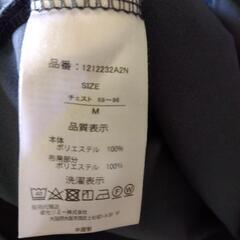 品番：1212232A2N
SIZE
チェスト 88～96
M
品質表示
本体
ポリエステル 100%
布帛部分
ポリエステル 100%
洗濯表示
中国製